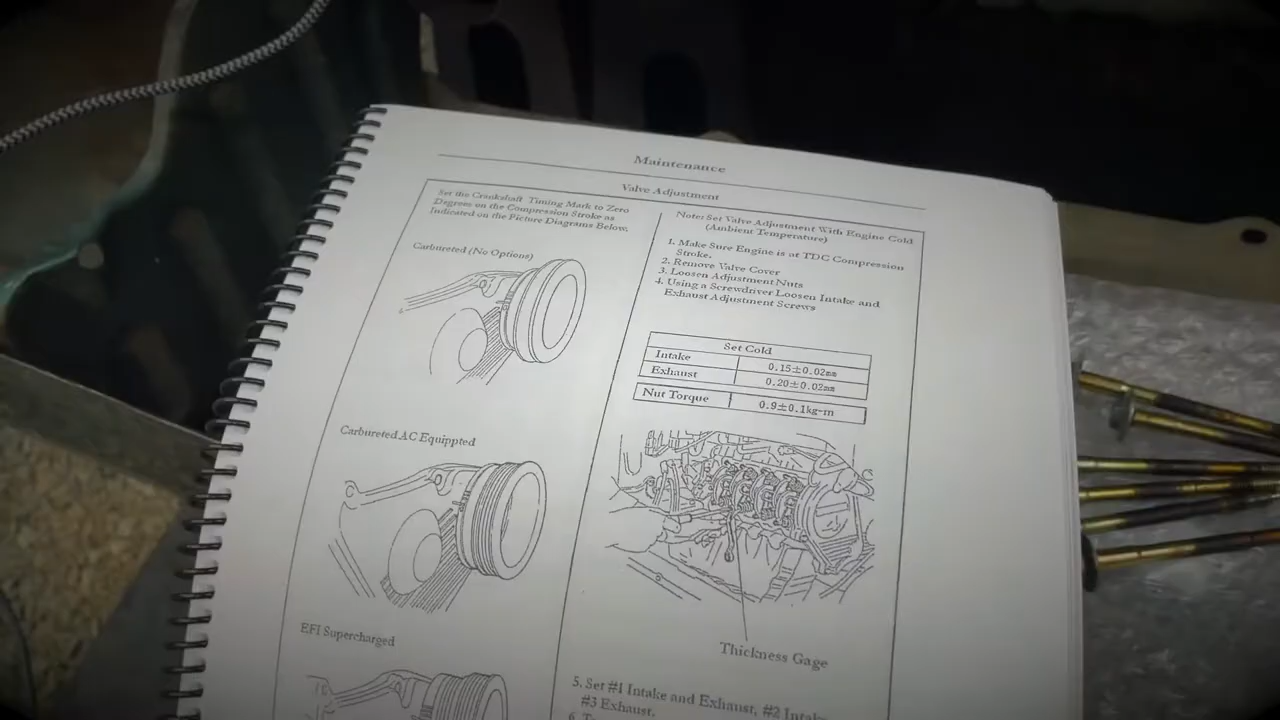 Maintenance
Valve Adjustment
Set the Crankshaft Timing Mark to Zero
Degrees on the Compression Stroke as
Indicated on the Picture Diagrams Below.
Carbureted (No Options)
Carbureted AC Equippted
EFI Supercharged
Note: Set Valve Adjustment With Engine Cold
(Ambient Temperature)
1. Make Sure Engine is at TDC Compression
Stroke.
2. Remove Valve Cover
3. Loosen Adjustment Nuts
4. Using a Screwdriver Loosen Intake and
Exhaust Adjustment Screws
Set Cold
Intake 0.15±0.02mm
Exhaust 0.20±0.02mm
Nut Torque 0.9±0.1kg-m
Thickness Gage
5. Set #1 Intake and Exhaust, #2 Intake
#3 Exhaust.
6.